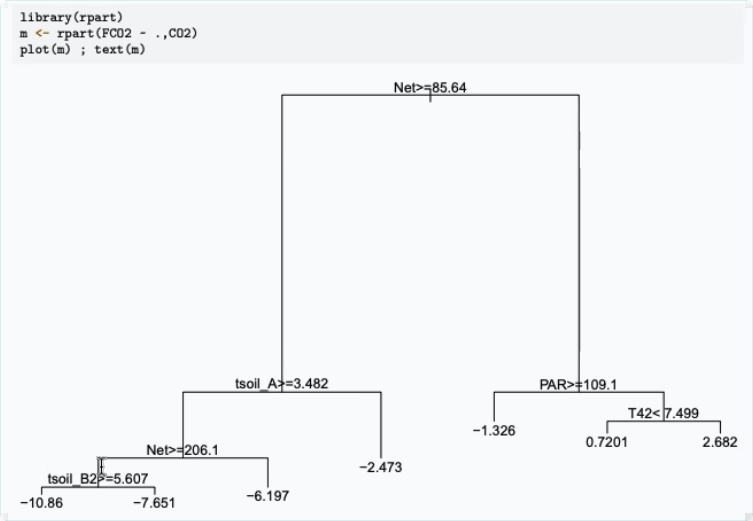 library(rpart)
m <- rpart(FCO2 ~ .,CO2)
plot(m) ; text(m)
Net>=85.64
tsoil_A>=3.482
PAR>=109.1
T42< 7.499
−1.326
0.7201
2.682
Net>=206.1
−2.473
tsoil_B2>=5.607
−6.197
−10.86
−7.651